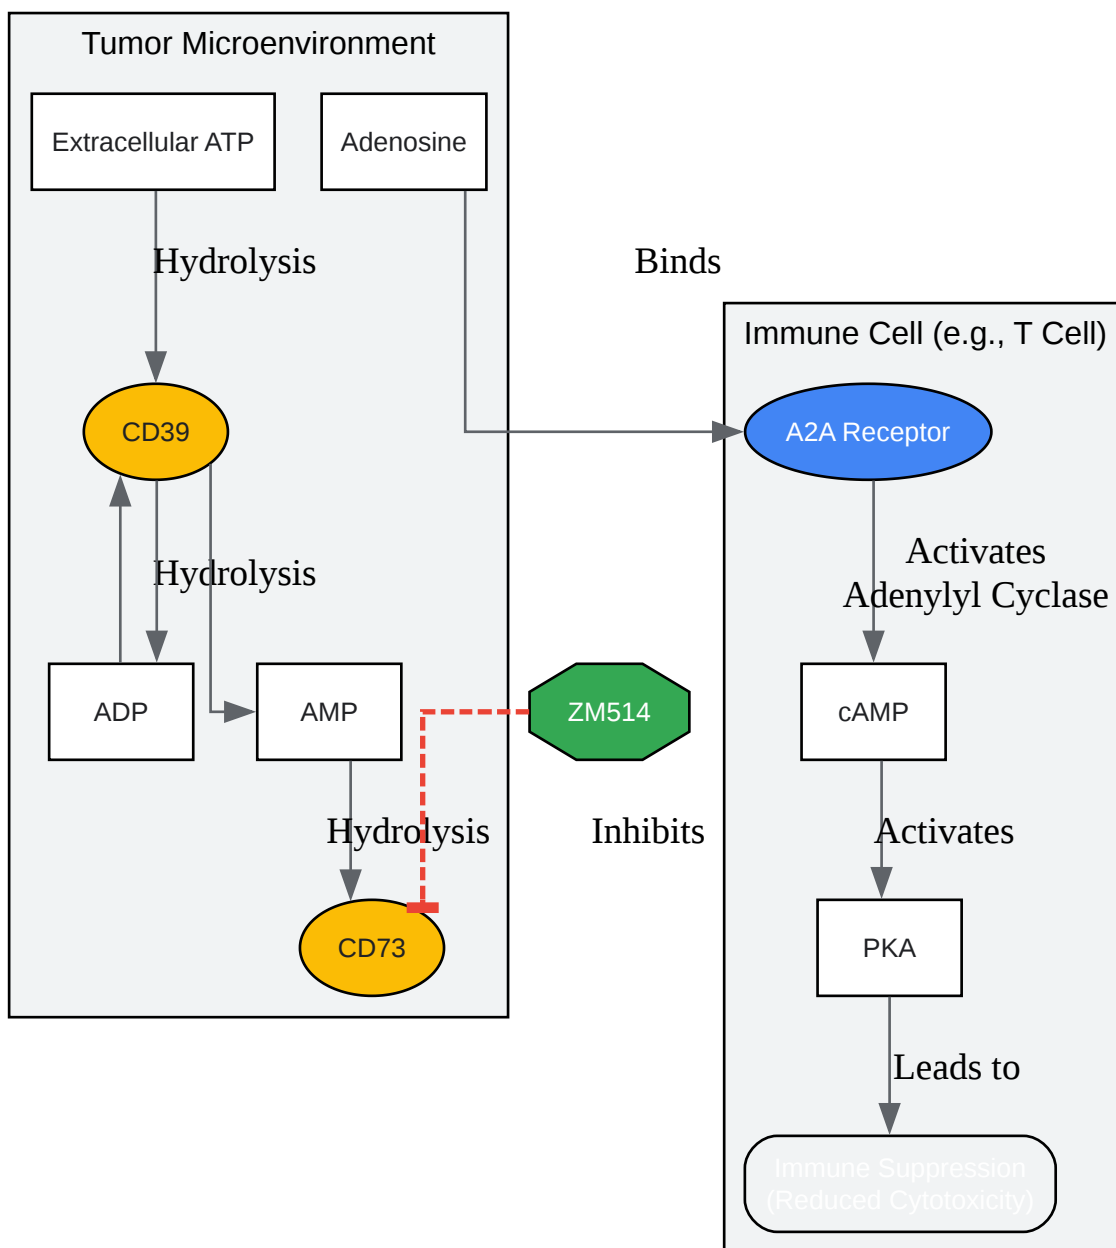 Tumor Microenvironment
Extracellular ATP
Adenosine
Hydrolysis
Binds
Immune Cell (e.g., T Cell)
CD39
A2A Receptor
Hydrolysis
Activates
Adenylyl Cyclase
ADP
AMP
ZM514
cAMP
Hydrolysis
Inhibits
Activates
CD73
PKA
Leads to
Immune Suppression
(Reduced Cytotoxicity)